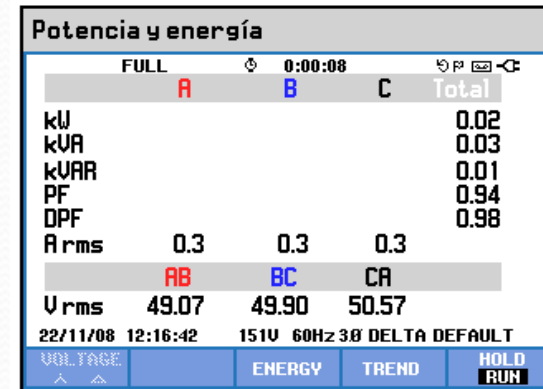 Potencia y energía
FULL 0:00:08
A B C Total
kW 0.02
kVA 0.03
kVAR 0.01
PF 0.94
DPF 0.98
A rms 0.3 0.3 0.3
AB BC CA
V rms 49.07 49.90 50.57
22/11/08 12:16:42 151V 60Hz 3Ø DELTA DEFAULT
VOLTAGE ENERGY TREND HOLD
RUN